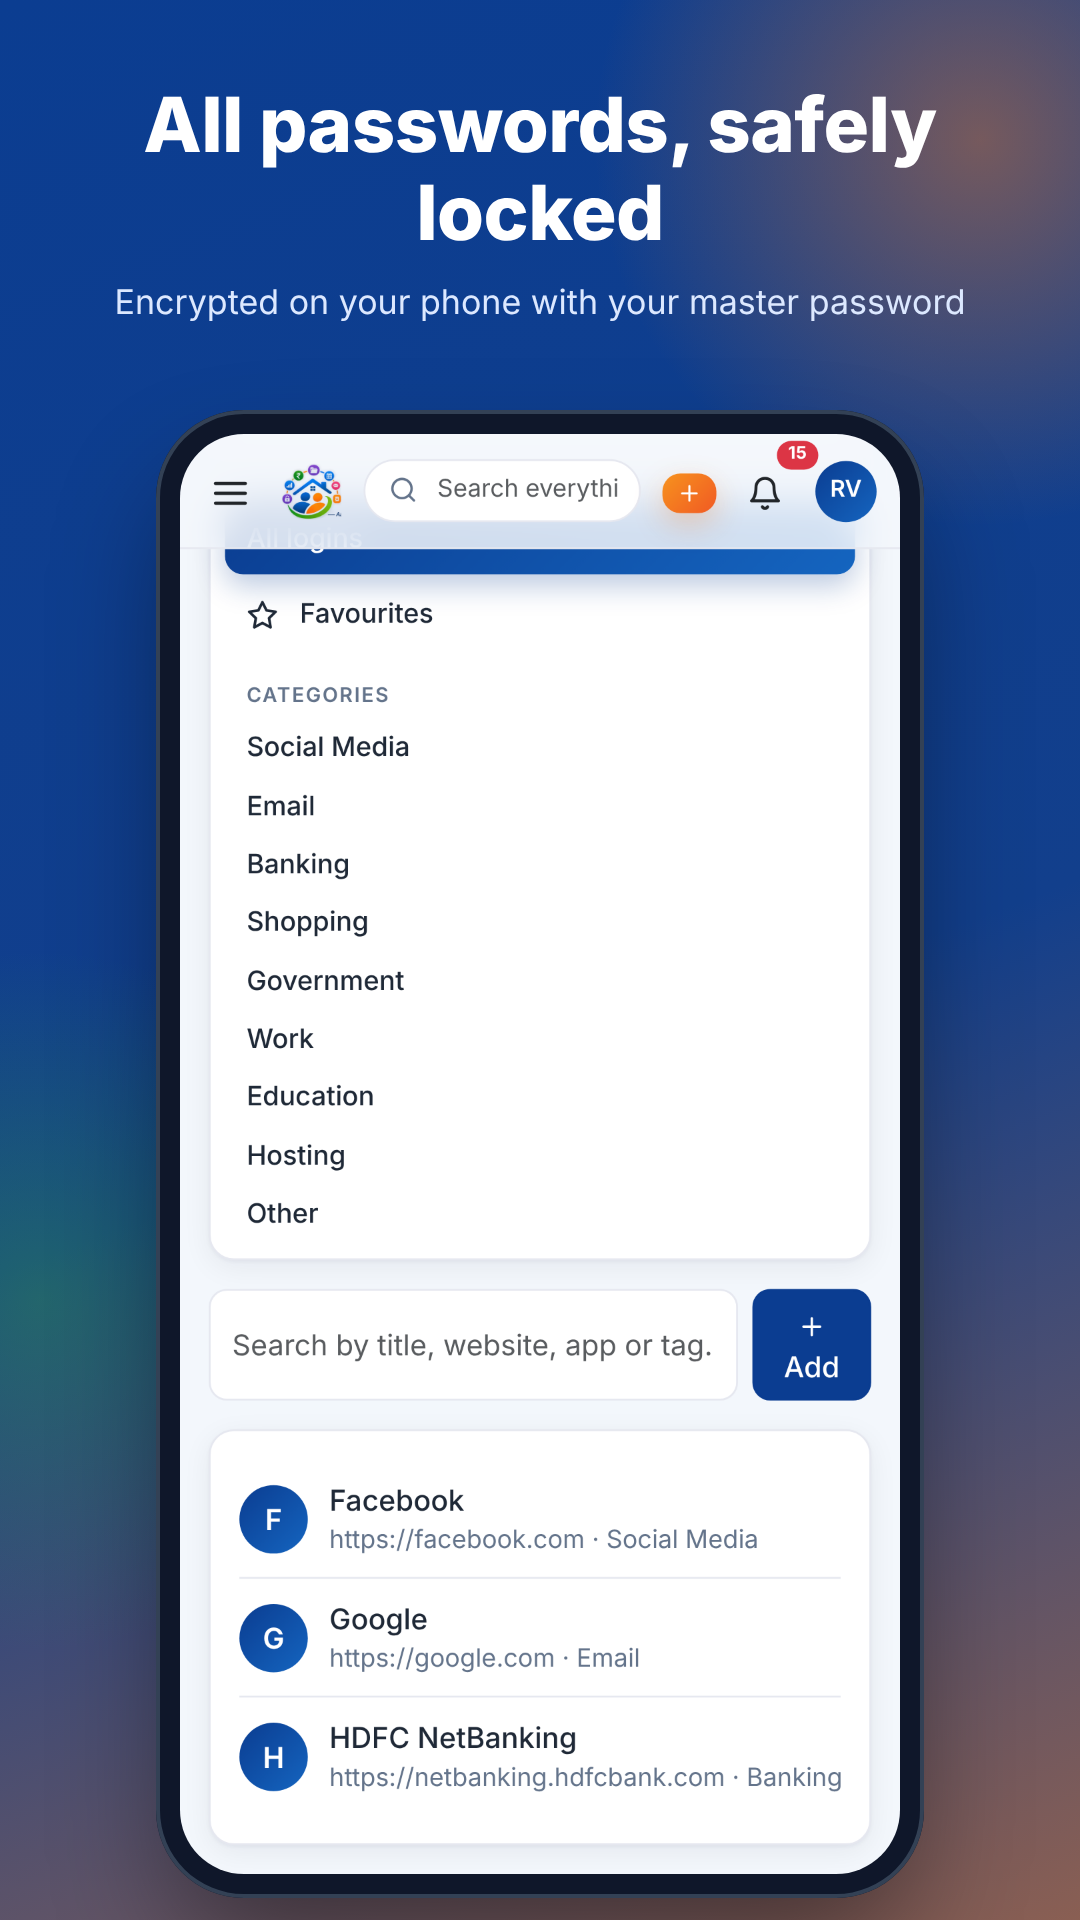 All passwords, safely
locked
Encrypted on your phone with your master password
Search everythi
15
RV
All logins
Favourites
CATEGORIES
Social Media
Email
Banking
Shopping
Government
Work
Education
Hosting
Other
Search by title, website, app or tag.
+
Add
F
Facebook
https://facebook.com · Social Media
G
Google
https://google.com · Email
H
HDFC NetBanking
https://netbanking.hdfcbank.com · Banking